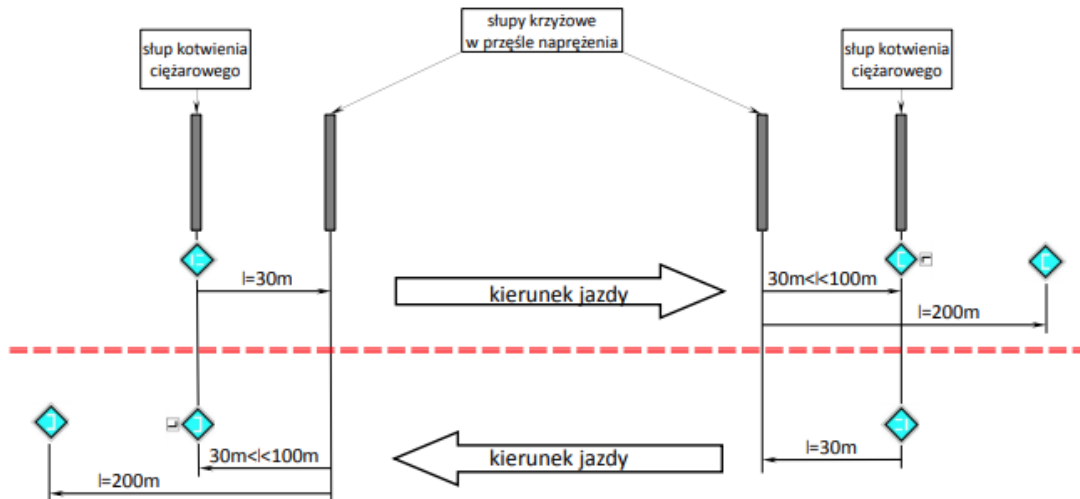 słupy krzyżowe
w przęśle naprężenia
słup kotwienia
ciężarowego
słup kotwienia
ciężarowego
l=30m
kierunek jazdy
30m<l<100m
L
l=200m
L
30m<l<100m
kierunek jazdy
l=30m
l=200m